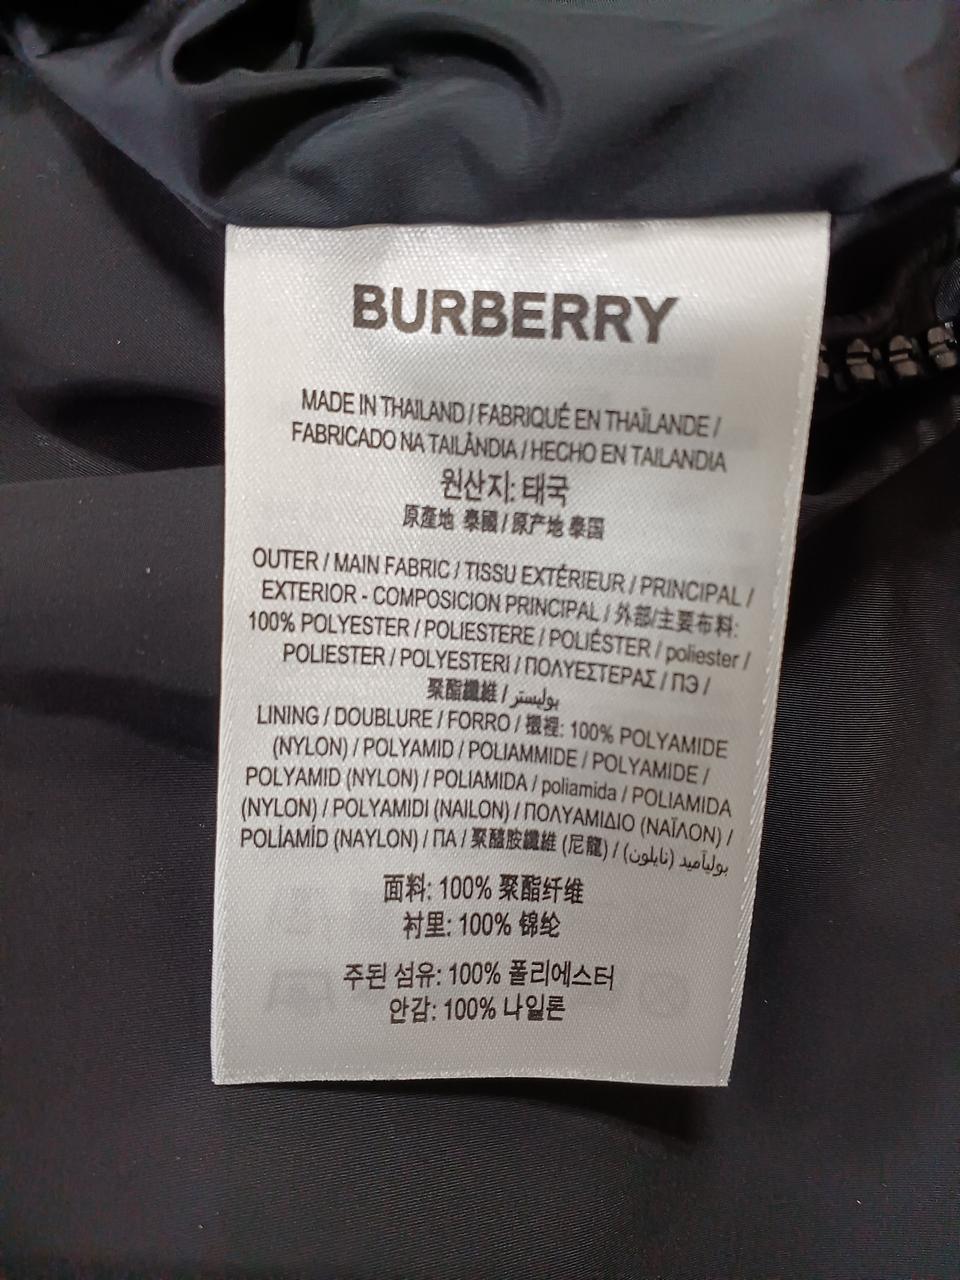 BURBERRY
MADE IN THAILAND / FABRIQUÉ EN THAÏLANDE /
FABRICADO NA TAILÂNDIA / HECHO EN TAILANDIA
원산지: 태국
原產地 泰國 / 原产地 泰国
OUTER / MAIN FABRIC / TISSU EXTÉRIEUR / PRINCIPAL /
EXTERIOR - COMPOSICION PRINCIPAL / 外部/主要布料:
100% POLYESTER / POLIESTERE / POLIÉSTER / poliester /
POLIESTER / POLYESTERI / ΠΟΛΥΕΣΤΕΡΑΣ / ПЭ /
聚酯纖維 / بوليستر
LINING / DOUBLURE / FORRO / 襯裡: 100% POLYAMIDE
(NYLON) / POLYAMID / POLIAMMIDE / POLYAMIDE /
POLYAMID (NYLON) / POLIAMIDA / poliamida / POLIAMIDA
(NYLON) / POLYAMIDI (NAILON) / ΠΟΛΥΑΜΙΔΙΟ (ΝΑΪΛΟΝ) /
POLİAMİD (NAYLON) / ПА / 聚醯胺纖維 (尼龍) / بوليآميد (نايلون)
面料: 100% 聚酯纤维
衬里: 100% 锦纶
주된 섬유: 100% 폴리에스터
안감: 100% 나일론